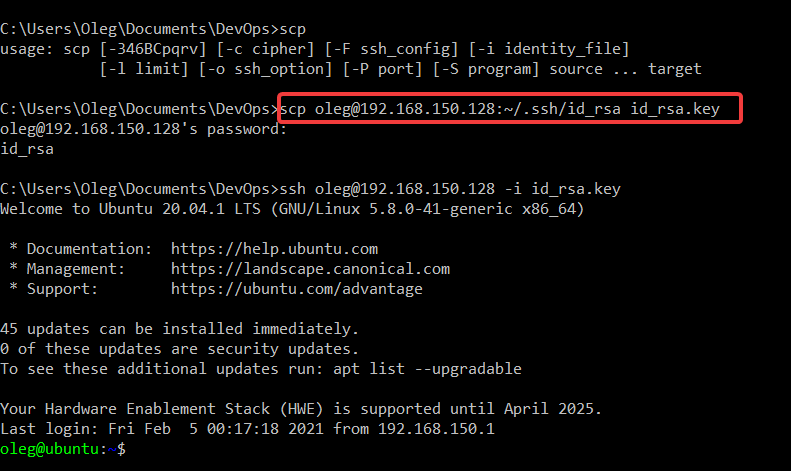 C:\Users\Oleg\Documents\DevOps>scp
usage: scp [-346BCpqrv] [-c cipher] [-F ssh_config] [-i identity_file]
[-l limit] [-o ssh_option] [-P port] [-S program] source ... target
C:\Users\Oleg\Documents\DevOps>scp oleg@192.168.150.128:~/.ssh/id_rsa id_rsa.key
oleg@192.168.150.128's password:
id_rsa
C:\Users\Oleg\Documents\DevOps>ssh oleg@192.168.150.128 -i id_rsa.key
Welcome to Ubuntu 20.04.1 LTS (GNU/Linux 5.8.0-41-generic x86_64)
* Documentation:  https://help.ubuntu.com
* Management:     https://landscape.canonical.com
* Support:        https://ubuntu.com/advantage
45 updates can be installed immediately.
0 of these updates are security updates.
To see these additional updates run: apt list --upgradable
Your Hardware Enablement Stack (HWE) is supported until April 2025.
Last login: Fri Feb  5 00:17:18 2021 from 192.168.150.1
oleg@ubuntu:~$